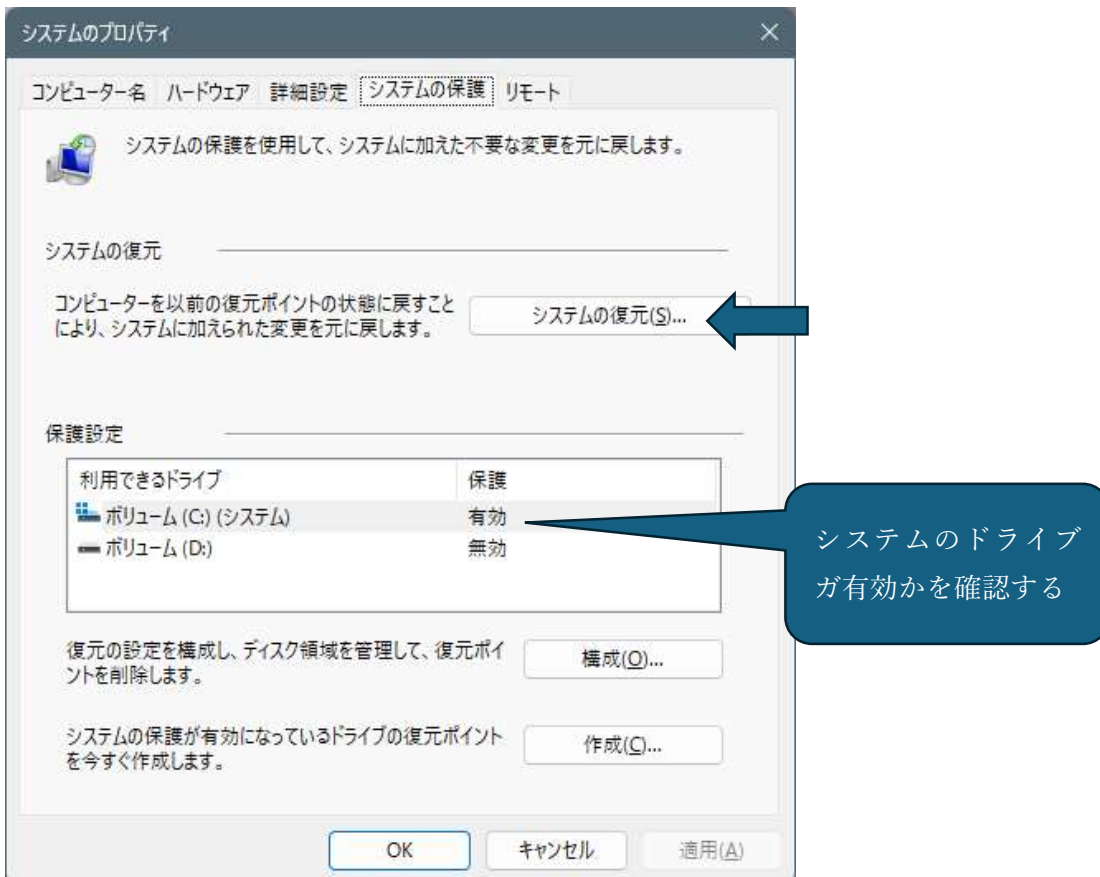 システムのプロパティ
コンピューター名 ハードウェア 詳細設定 システムの保護 リモート
システムの保護を使用して、システムに加えた不要な変更を元に戻します。
システムの復元
コンピューターを以前の復元ポイントの状態に戻すこと
により、システムに加えられた変更を元に戻します。
システムの復元(S)...
保護設定
利用できるドライブ 保護
ボリューム (C:) (システム) 有効
ボリューム (D:) 無効
システムのドライブ
ガ有効かを確認する
復元の設定を構成し、ディスク領域を管理して、復元ポイ
ントを削除します。
構成(O)...
システムの保護が有効になっているドライブの復元ポイント
を今すぐ作成します。
作成(C)...
OK キャンセル 適用(A)